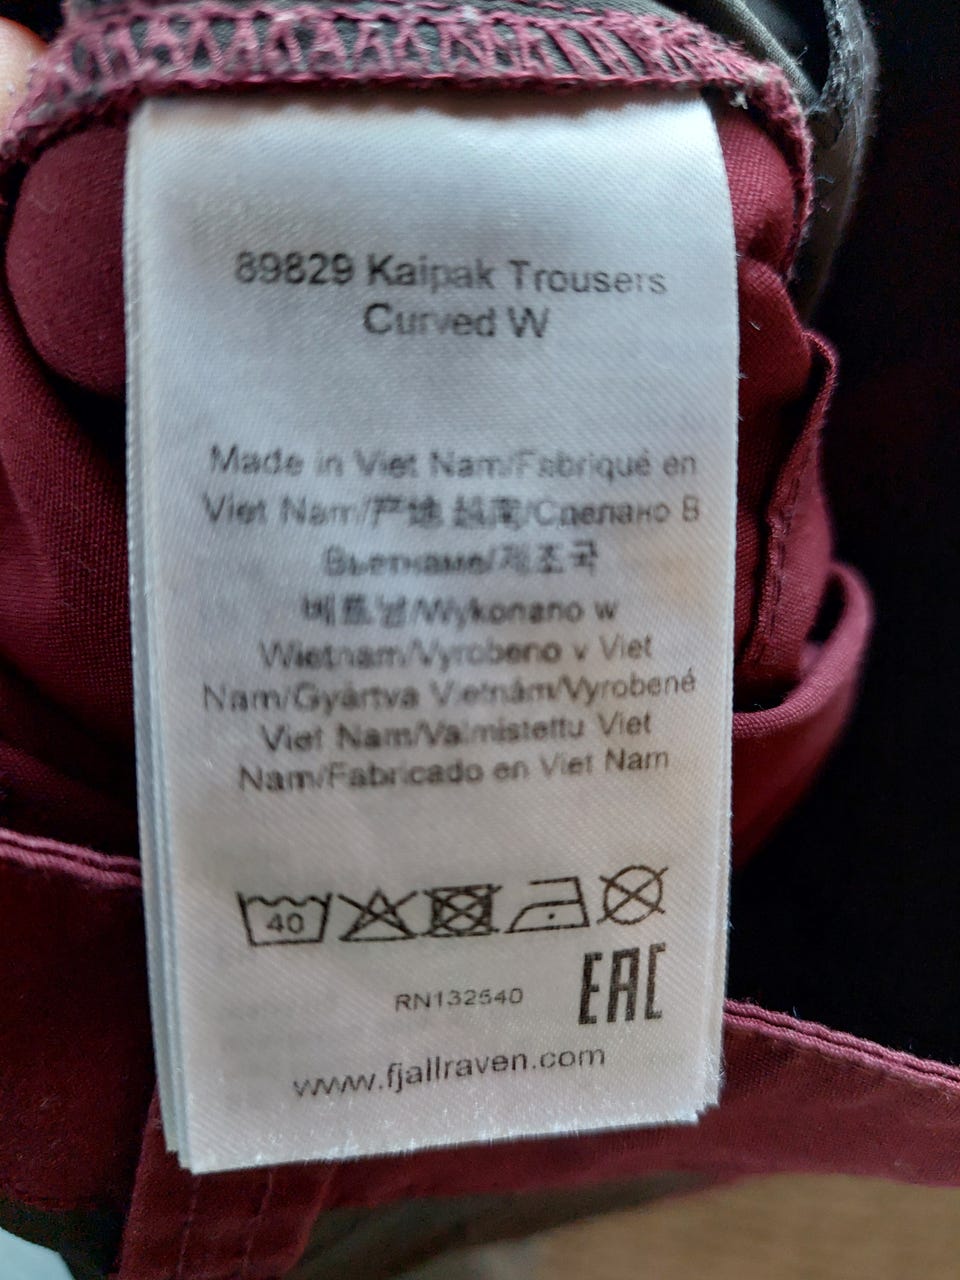 89829 Kaipak Trousers
Curved W
Made in Viet Nam/Fabriqué en
Viet Nam/产地 越南/Сделано В
Вьетнаме/제조국
베트남/Wykonano w
Wietnam/Vyrobeno v Viet
Nam/Gyártva Vietnám/Vyrobené
Viet Nam/Valmistettu Viet
Nam/Fabricado en Viet Nam
40
EAC
RN132540
www.fjallraven.com